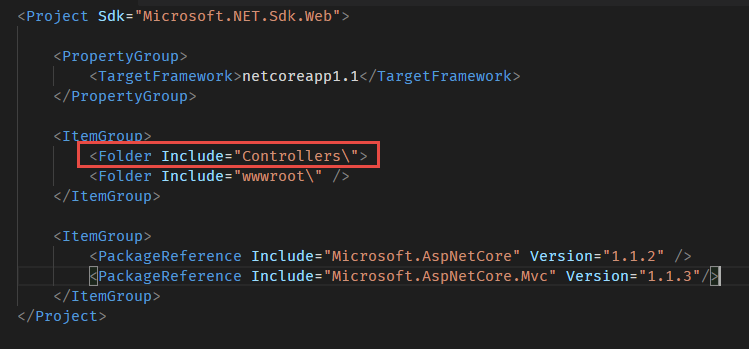 <Project Sdk="Microsoft.NET.Sdk.Web">
<PropertyGroup>
<TargetFramework>netcoreapp1.1</TargetFramework>
</PropertyGroup>
<ItemGroup>
<Folder Include="Controllers\">
<Folder Include="wwwroot\" />
</ItemGroup>
<ItemGroup>
<PackageReference Include="Microsoft.AspNetCore" Version="1.1.2" />
<PackageReference Include="Microsoft.AspNetCore.Mvc" Version="1.1.3"/>
</ItemGroup>
</Project>